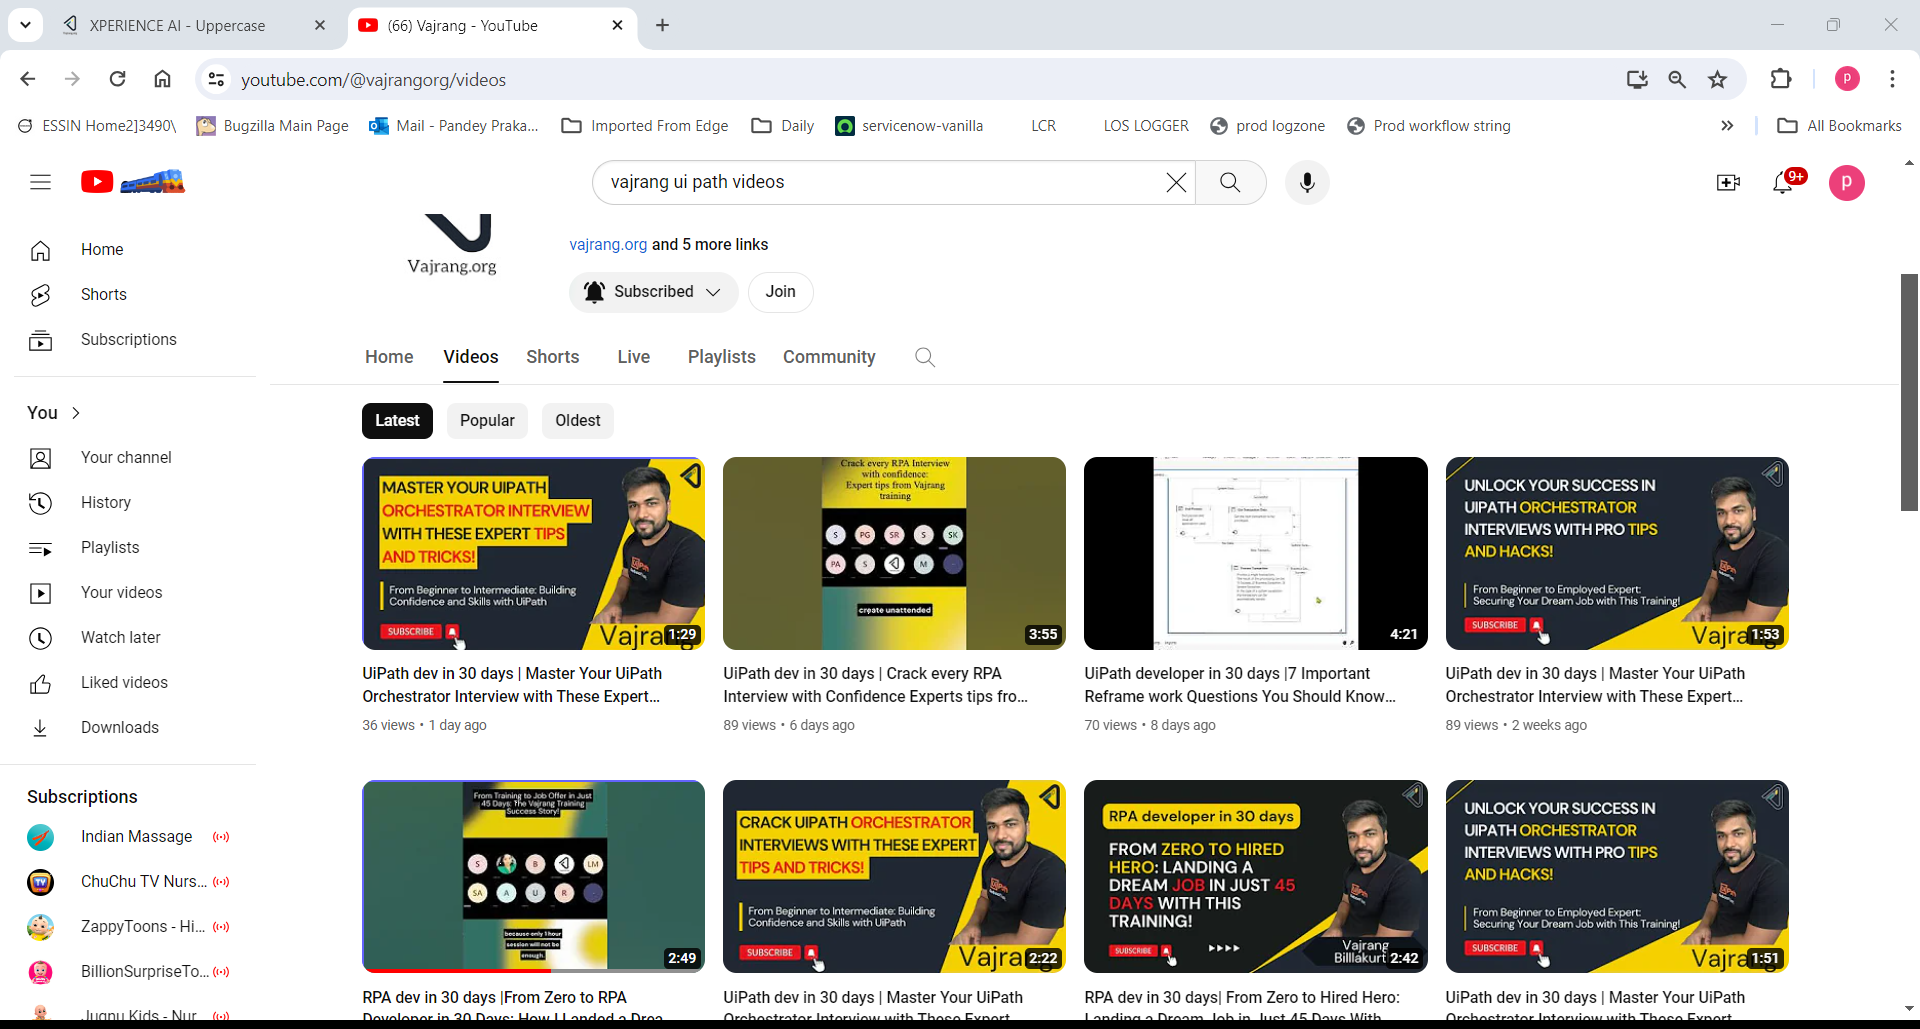 XPERIENCE AI - Uppercase
(66) Vajrang - YouTube
youtube.com/@vajrangorg/videos
P
ESSIN Home2]3490\
Bugzilla Main Page
Mail - Pandey Praka...
Imported From Edge
Daily
servicenow-vanilla
LCR
LOS LOGGER
prod logzone
Prod workflow string
All Bookmarks
vajrang ui path videos
9+
P
Vajrang.org
vajrang.org and 5 more links
Subscribed
Join
Home
Shorts
Subscriptions
You
Your channel
History
Playlists
Your videos
Watch later
Liked videos
Downloads
Subscriptions
Indian Massage
ChuChu TV Nurs...
ZappyToons - Hi...
BillionSurpriseTo...
Jugnu Kids - Nur
Home
Videos
Shorts
Live
Playlists
Community
Latest
Popular
Oldest
MASTER YOUR UIPATH
ORCHESTRATOR INTERVIEW
WITH THESE EXPERT TIPS
AND TRICKS!
From Beginner to Intermediate: Building
Confidence and Skills with UiPath
SUBSCRIBE
1:29
UiPath dev in 30 days | Master Your UiPath
Orchestrator Interview with These Expert...
36 views • 1 day ago
Crack every RPA Interview
with confidence:
Expert tips from Vajrang
training
S PG SR S SK
PA S M
create unattended
3:55
UiPath dev in 30 days | Crack every RPA
Interview with Confidence Experts tips fro...
89 views • 6 days ago
4:21
UiPath developer in 30 days |7 Important
Reframe work Questions You Should Know...
70 views • 8 days ago
UNLOCK YOUR SUCCESS IN
UIPATH ORCHESTRATOR
INTERVIEWS WITH PRO TIPS
AND HACKS!
From Beginner to Employed Expert:
Securing Your Dream Job with This Training!
SUBSCRIBE
1:53
UiPath dev in 30 days | Master Your UiPath
Orchestrator Interview with These Expert...
89 views • 2 weeks ago
From Training to Job Offer in Just
45 Days: The Vajrang Training
Success Story!
S B LM
SA A U R
because only 1 hour
session will not be
enough.
2:49
RPA dev in 30 days |From Zero to RPA
Developer in 30 Days: How I Landed a Drea
CRACK UIPATH ORCHESTRATOR
INTERVIEWS WITH THESE EXPERT
TIPS AND TRICKS!
From Beginner to Intermediate: Building
Confidence and Skills with UiPath
SUBSCRIBE
2:22
UiPath dev in 30 days | Master Your UiPath
Orchestrator Interview with These Expert
RPA developer in 30 days
FROM ZERO TO HIRED
HERO: LANDING A
DREAM JOB IN JUST 45
DAYS WITH THIS
TRAINING!
SUBSCRIBE
Vajrang
Billlakurt
2:42
RPA dev in 30 days| From Zero to Hired Hero:
Landing a Dream Job in Just 45 Days With
UNLOCK YOUR SUCCESS IN
UIPATH ORCHESTRATOR
INTERVIEWS WITH PRO TIPS
AND HACKS!
From Beginner to Employed Expert:
Securing Your Dream Job with This Training!
SUBSCRIBE
1:51
UiPath dev in 30 days | Master Your UiPath
Orchestrator Interview with These Expert